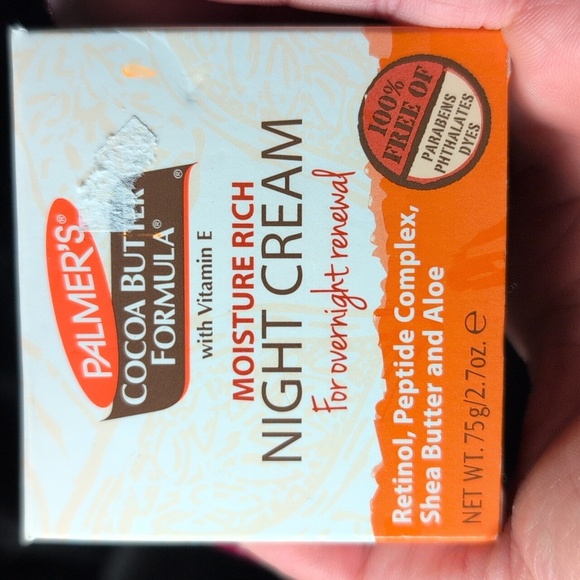 PALMER'S®
COCOA BUTTER
FORMULA®
®
with Vitamin E
MOISTURE RICH
NIGHT CREAM
For overnight renewal
100%
FREE OF
PARABENS
PHTHALATES
DYES
Retinol, Peptide Complex,
Shea Butter and Aloe
NET WT. 75g/2.7oz. ℮